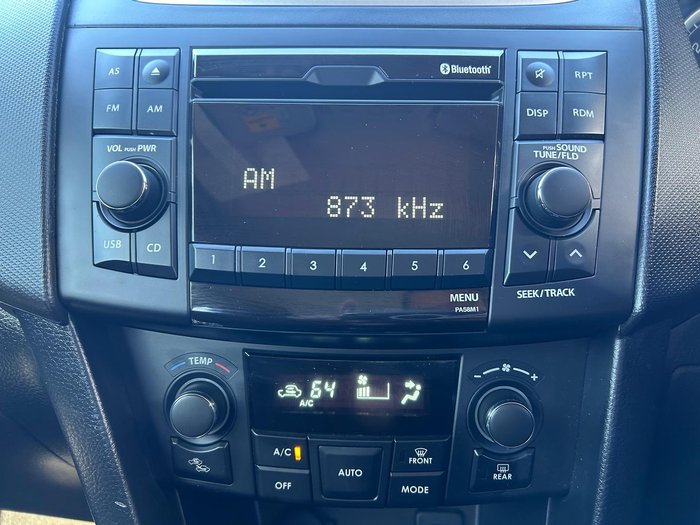 Bluetooth®
AS
FM AM
VOL PUSH PWR
USB CD
AM
873 kHz
1 2 3 4 5 6
MENU
PA58M1
RPT
DISP RDM
PUSH SOUND
TUNE/FLD
SEEK/TRACK
TEMP
64
A/C
- +
A/C
OFF
AUTO
FRONT
MODE
REAR